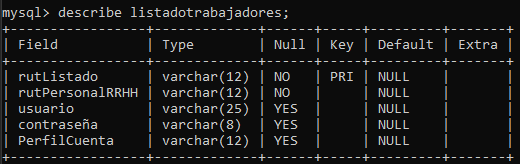 mysql> describe listadotrabajadores;
+-----------------+-------------+------+-----+---------+-------+
| Field           | Type        | Null | Key | Default | Extra |
+-----------------+-------------+------+-----+---------+-------+
| rutListado      | varchar(12) | NO   | PRI | NULL    |       |
| rutPersonalRRHH | varchar(12) | NO   |     | NULL    |       |
| usuario         | varchar(25) | YES  |     | NULL    |       |
| contraseña      | varchar(8)  | YES  |     | NULL    |       |
| PerfilCuenta    | varchar(12) | YES  |     | NULL    |       |
+-----------------+-------------+------+-----+---------+-------+